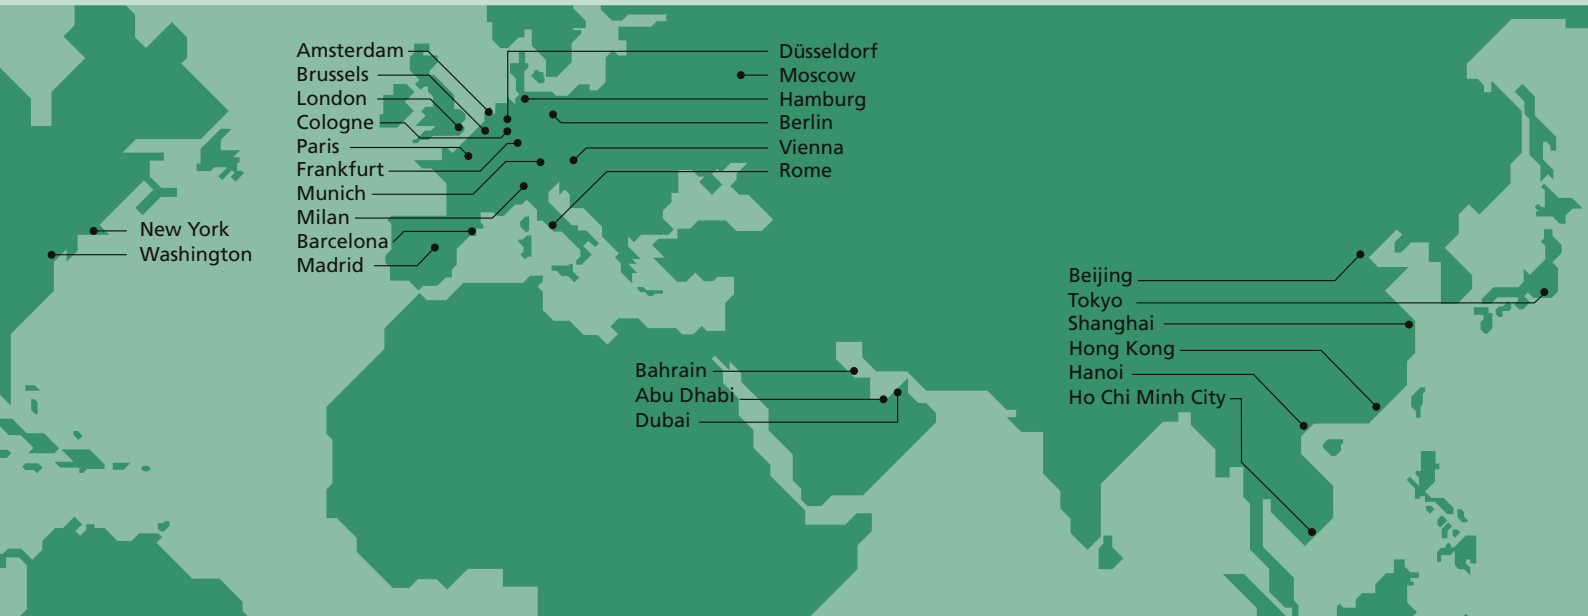 New York
Washington
Amsterdam
Brussels
London
Cologne
Paris
Frankfurt
Munich
Milan
Barcelona
Madrid
Düsseldorf
Moscow
Hamburg
Berlin
Vienna
Rome
Bahrain
Abu Dhabi
Dubai
Beijing
Tokyo
Shanghai
Hong Kong
Hanoi
Ho Chi Minh City